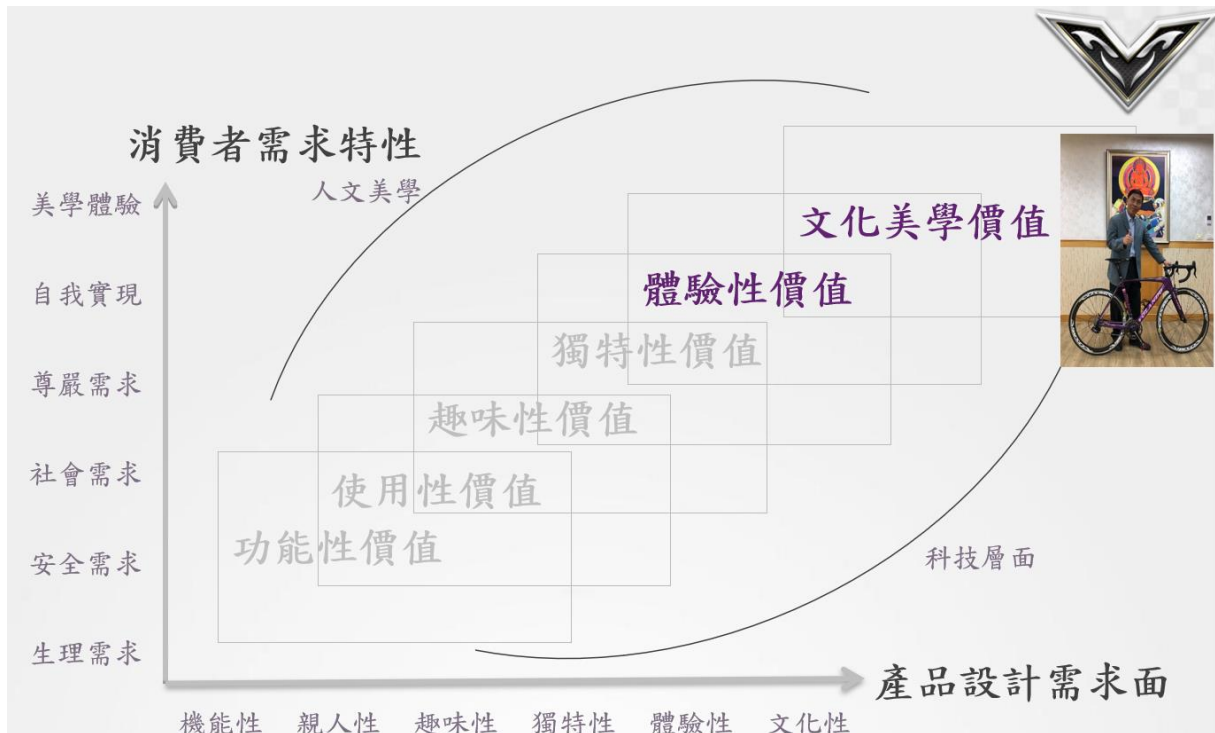 消費者需求特性
美學體驗
人文美學
文化美學價值
自我實現
體驗性價值
獨特性價值
尊嚴需求
趣味性價值
社會需求
使用性價值
功能性價值
安全需求
科技層面
生理需求
產品設計需求面
機能性 親人性 趣味性 獨特性 體驗性 文化性